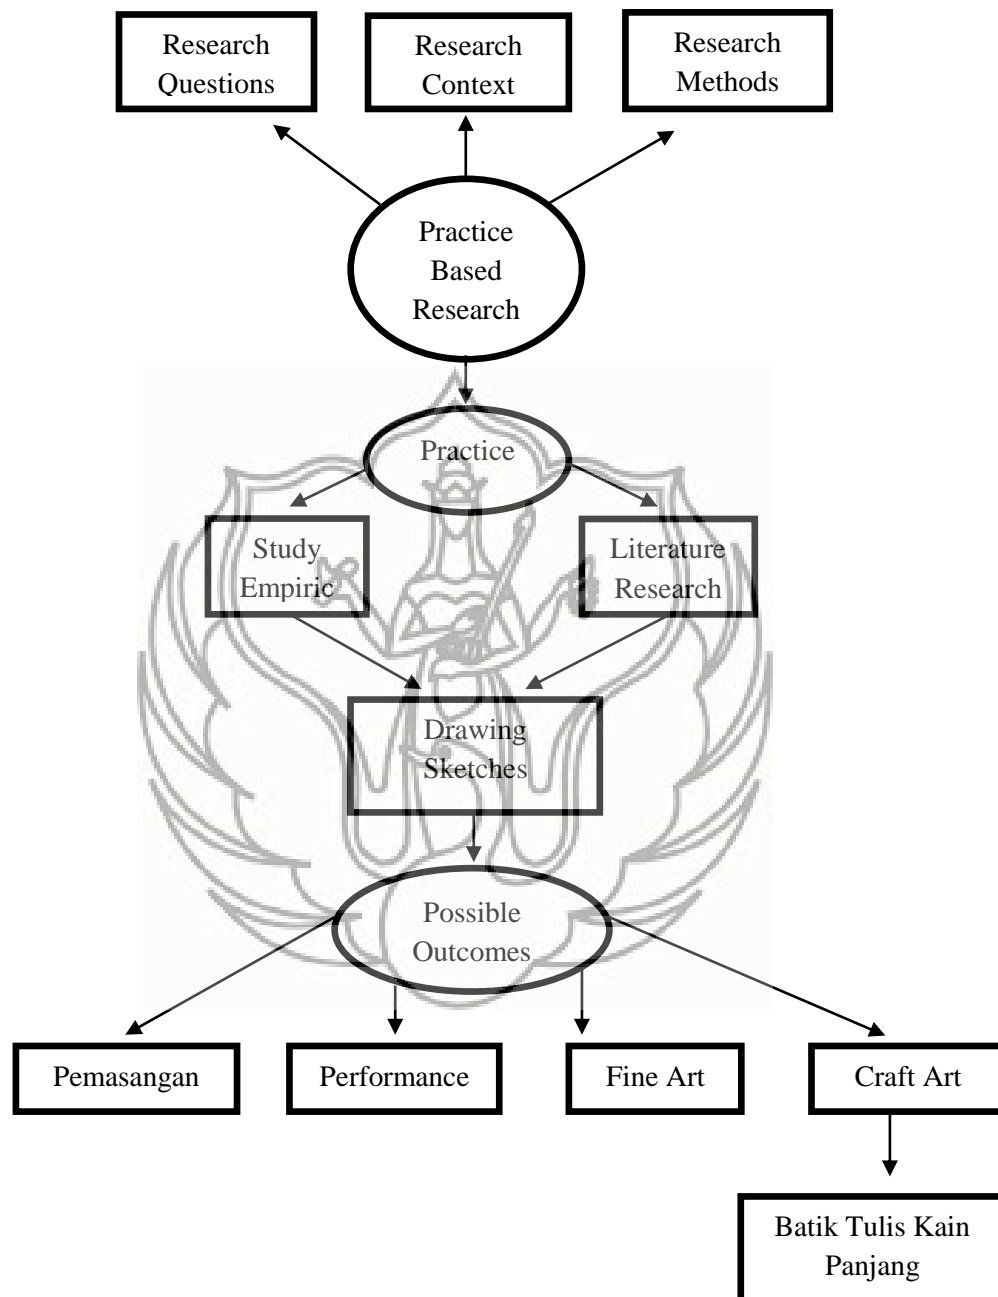 Research
Questions
Research
Context
Research
Methods
Practice
Based
Research
Practice
Study
Empiric
Literature
Research
Drawing
Sketches
Possible
Outcomes
Pemasangan
Performance
Fine Art
Craft Art
Batik Tulis Kain
Panjang